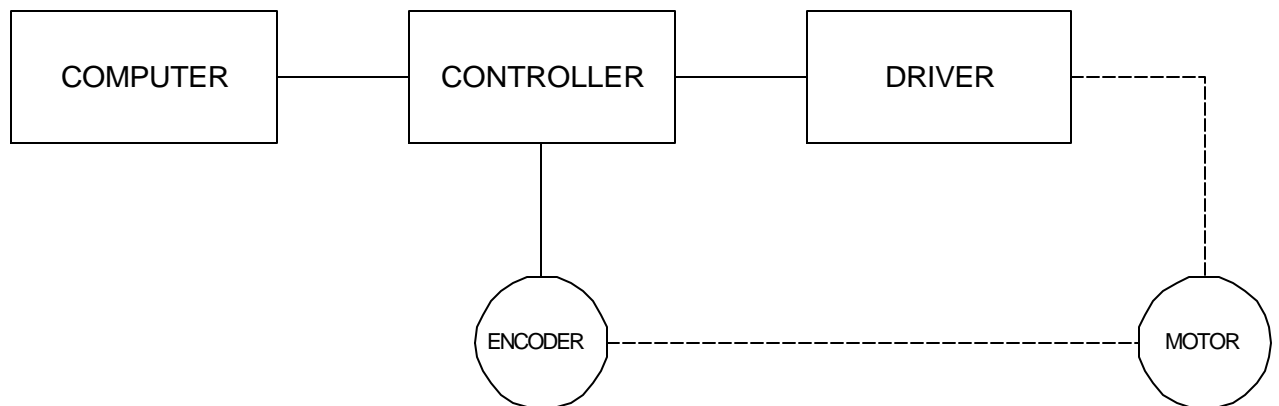 COMPUTER
CONTROLLER
DRIVER
ENCODER
MOTOR